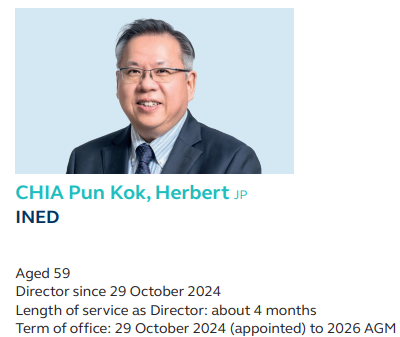 CHIA Pun Kok, Herbert JP
INED
Aged 59
Director since 29 October 2024
Length of service as Director: about 4 months
Term of office: 29 October 2024 (appointed) to 2026 AGM